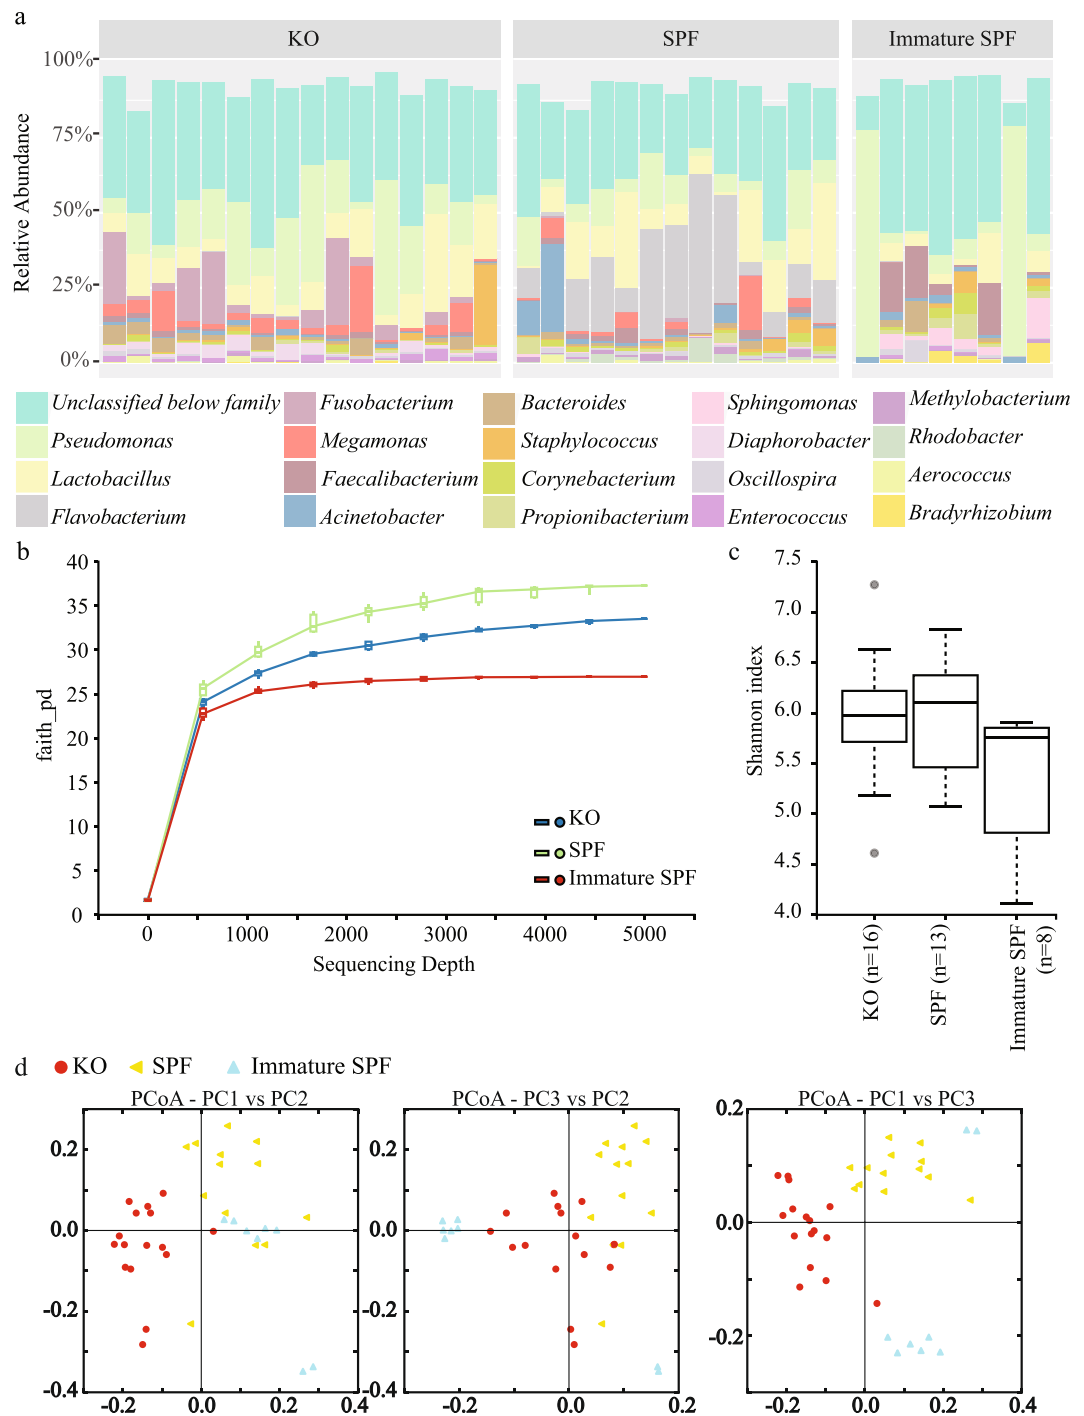 a
KO
SPF
Immature SPF
Relative Abundance
100%
75%
50%
25%
0%
Unclassified below family
Fusobacterium
Bacteroides
Sphingomonas
Methylobacterium
Pseudomonas
Megamonas
Staphylococcus
Diaphorobacter
Rhodobacter
Lactobacillus
Faecalibacterium
Corynebacterium
Oscillospira
Aerococcus
Flavobacterium
Acinetobacter
Propionibacterium
Enterococcus
Bradyrhizobium
b
faith_pd
40
35
30
25
20
15
10
5
0
0 1000 2000 3000 4000 5000
Sequencing Depth
KO
SPF
Immature SPF
c
Shannon index
7.5
7.0
6.5
6.0
5.5
5.0
4.5
4.0
KO (n=16)
SPF (n=13)
Immature SPF
(n=8)
d
KO
SPF
Immature SPF
PCoA - PC1 vs PC2
0.2
0.0
-0.2
-0.4
-0.2 0.0 0.2 0.4
PCoA - PC3 vs PC2
0.2
0.0
-0.2
-0.4
-0.2 0.0 0.2
PCoA - PC1 vs PC3
0.2
0.0
-0.2
-0.2 0.0 0.2 0.4